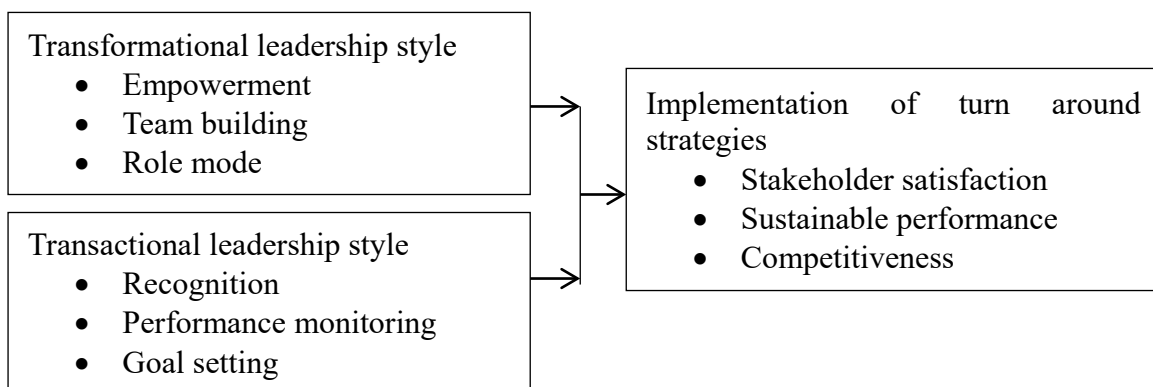 Transformational leadership style
• Empowerment
• Team building
• Role mode
Transactional leadership style
• Recognition
• Performance monitoring
• Goal setting
Implementation of turn around
strategies
• Stakeholder satisfaction
• Sustainable performance
• Competitiveness